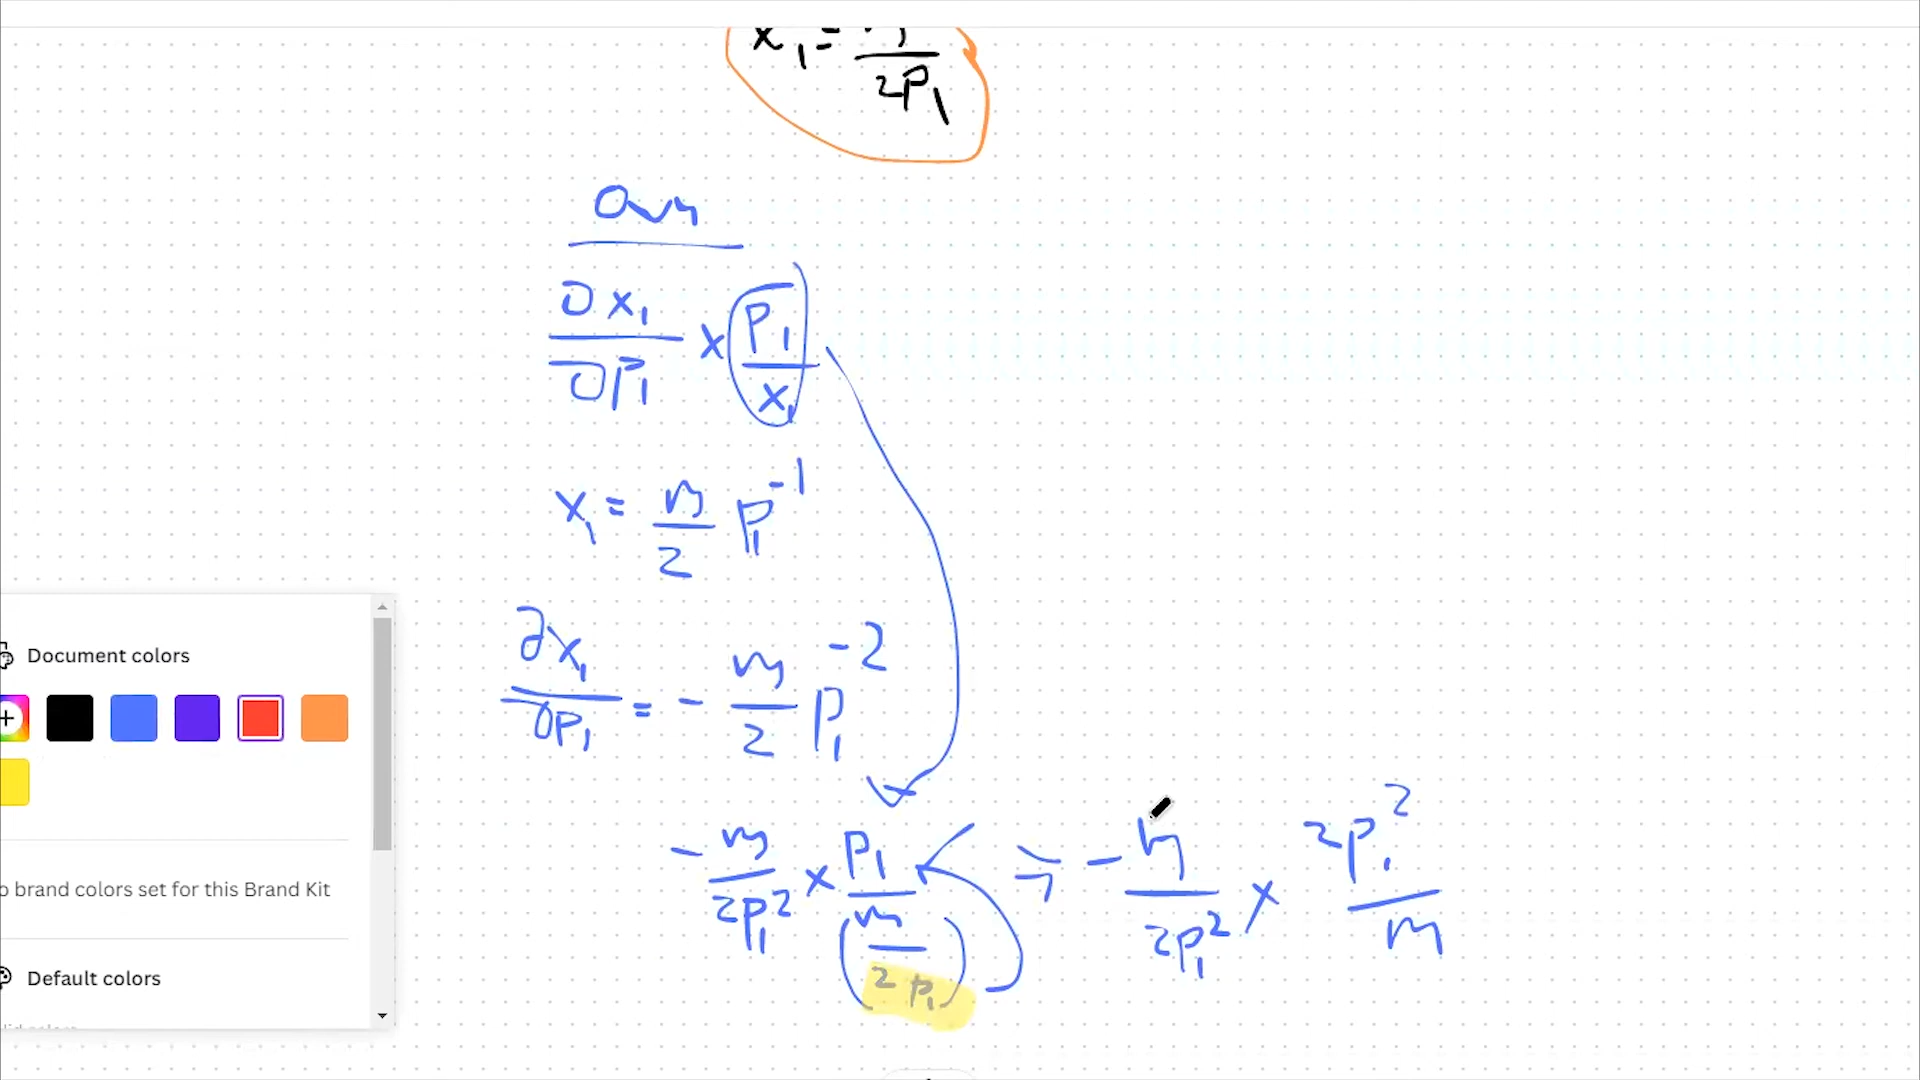 x₁ = m/2P₁
Own
∂x₁/∂P₁ × P₁/x₁
x₁ = m/2 P₁⁻¹
∂x₁/∂P₁ = - m/2 P₁⁻²
- m/2P₁² × P₁/(m/2P₁) ⇒ - m/2P₁² × 2P₁²/m
Document colors
+
o brand colors set for this Brand Kit
Default colors